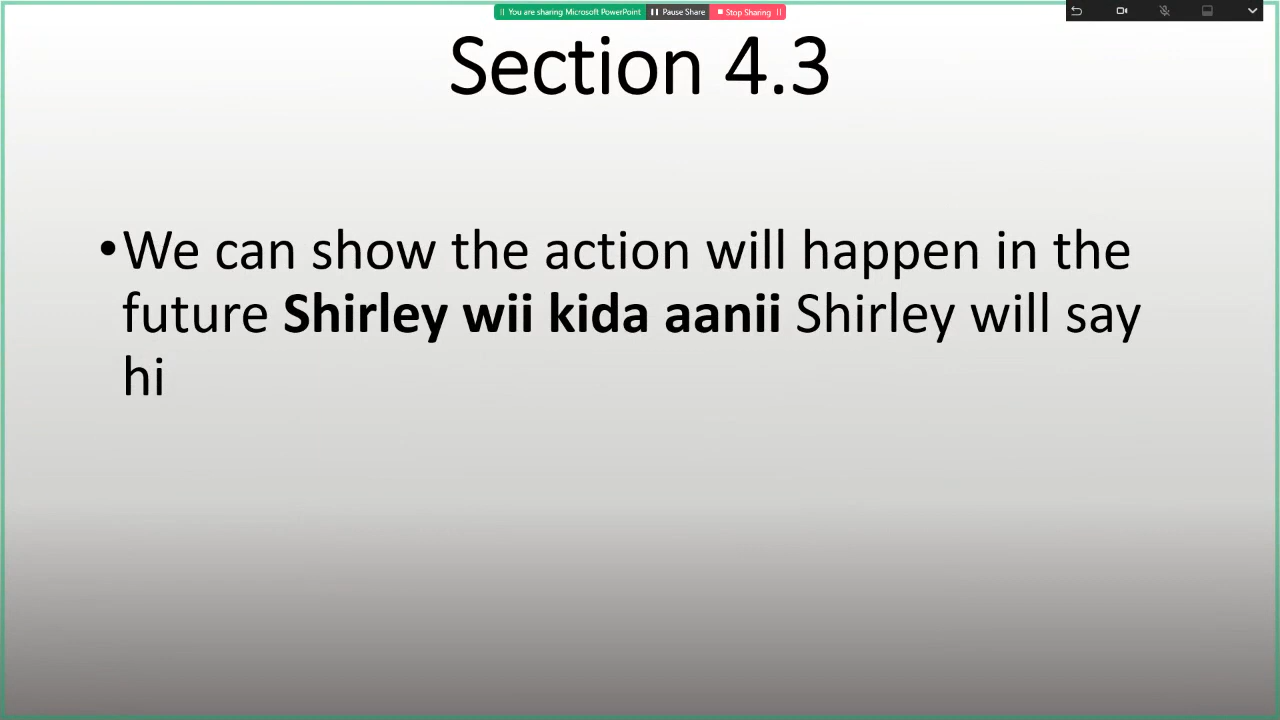 You are sharing Microsoft PowerPoint Pause Share Stop Sharing
Section 4.3
•We can show the action will happen in the
future Shirley wii kida aanii Shirley will say
hi